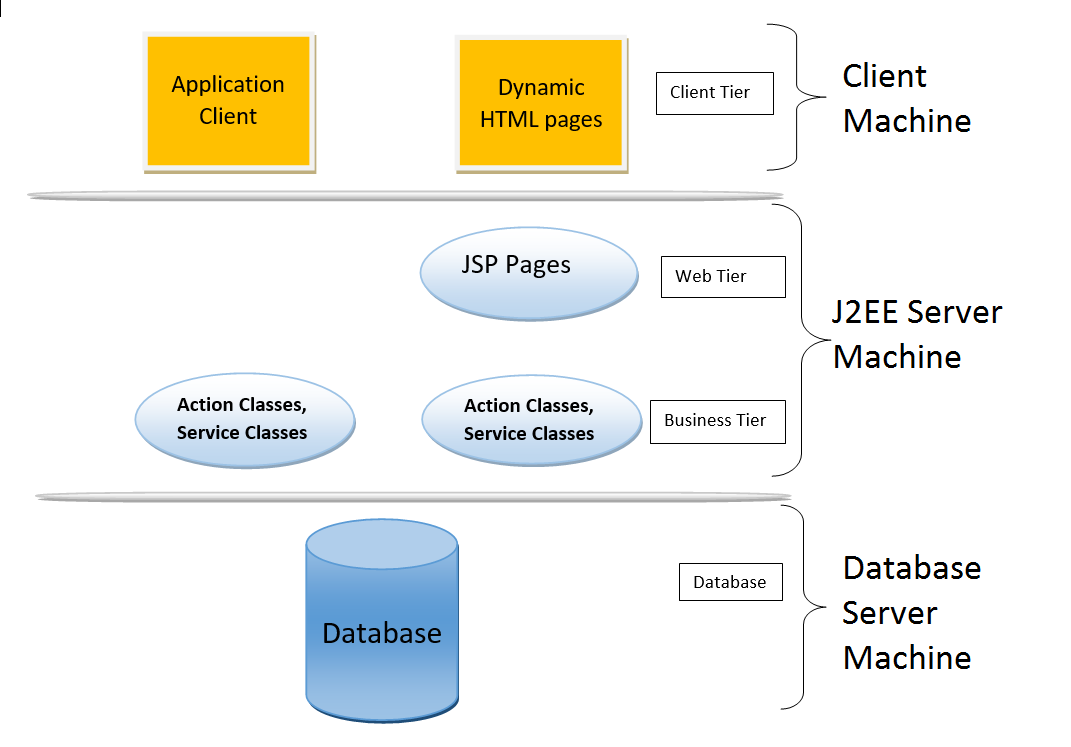 Application
Client
Dynamic
HTML pages
Client Tier
Client
Machine
JSP Pages
Web Tier
J2EE Server
Machine
Action Classes,
Service Classes
Action Classes,
Service Classes
Business Tier
Database
Database
Database
Server
Machine